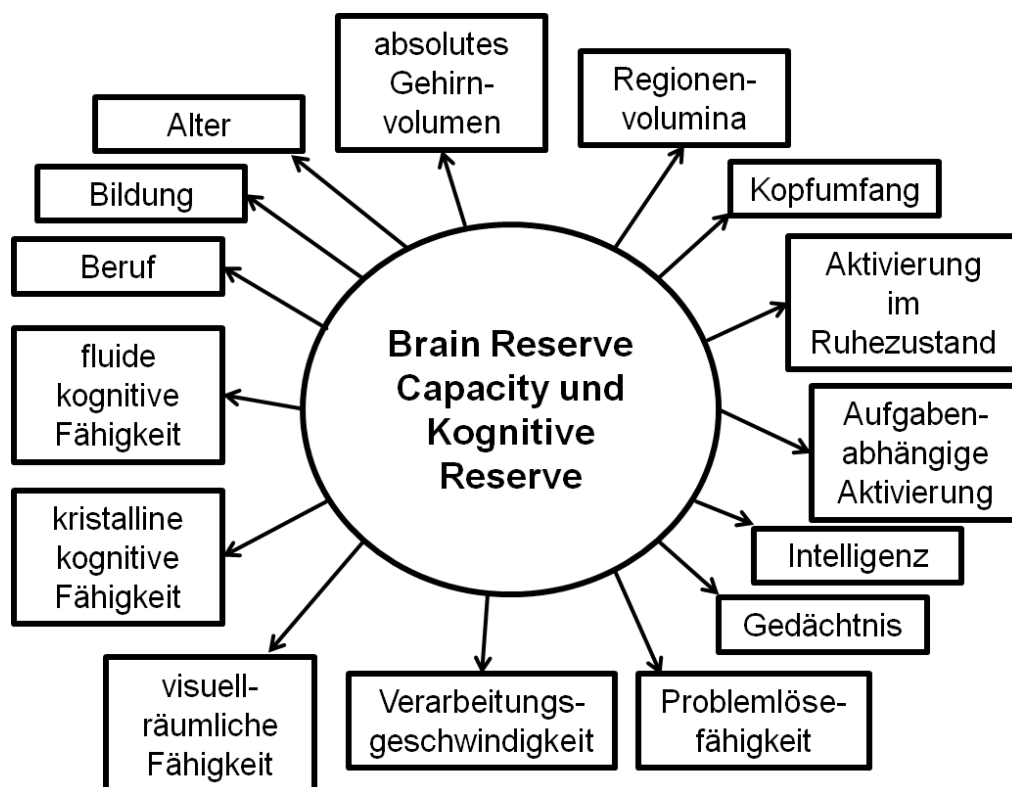 absolutes
Gehirn-
volumen
Regionen-
volumina
Kopfumfang
Aktivierung
im
Ruhezustand
Aufgaben-
abhängige
Aktivierung
Intelligenz
Gedächtnis
Problemlöse-
fähigkeit
Verarbeitungs-
geschwindigkeit
visuell-
räumliche
Fähigkeit
kristalline
kognitive
Fähigkeit
fluide
kognitive
Fähigkeit
Beruf
Bildung
Alter
Brain Reserve
Capacity und
Kognitive
Reserve